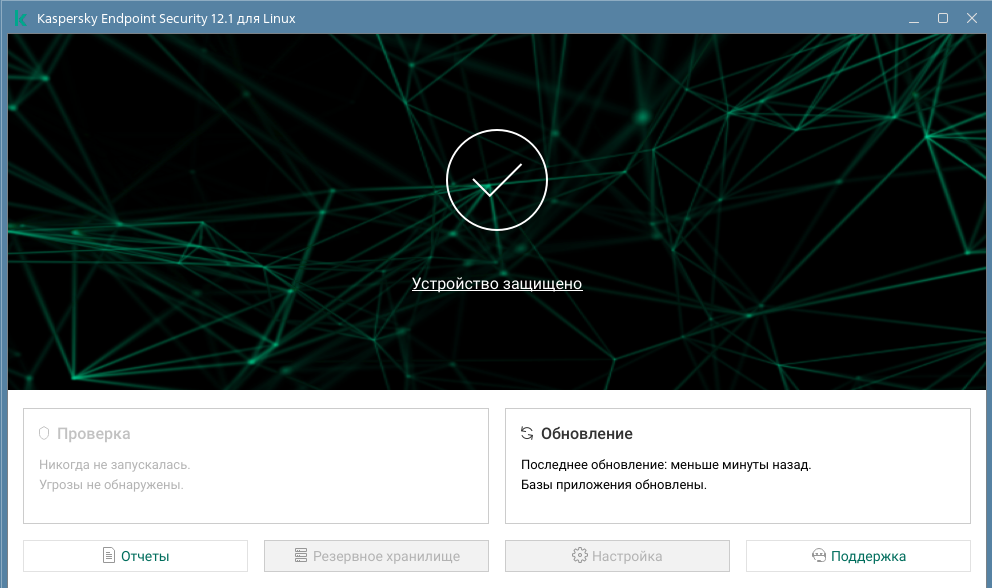 Kaspersky Endpoint Security 12.1 для Linux
Устройство защищено
Проверка
Никогда не запускалась.
Угрозы не обнаружены.
Обновление
Последнее обновление: меньше минуты назад.
Базы приложения обновлены.
Отчеты
Резервное хранилище
Настройка
Поддержка